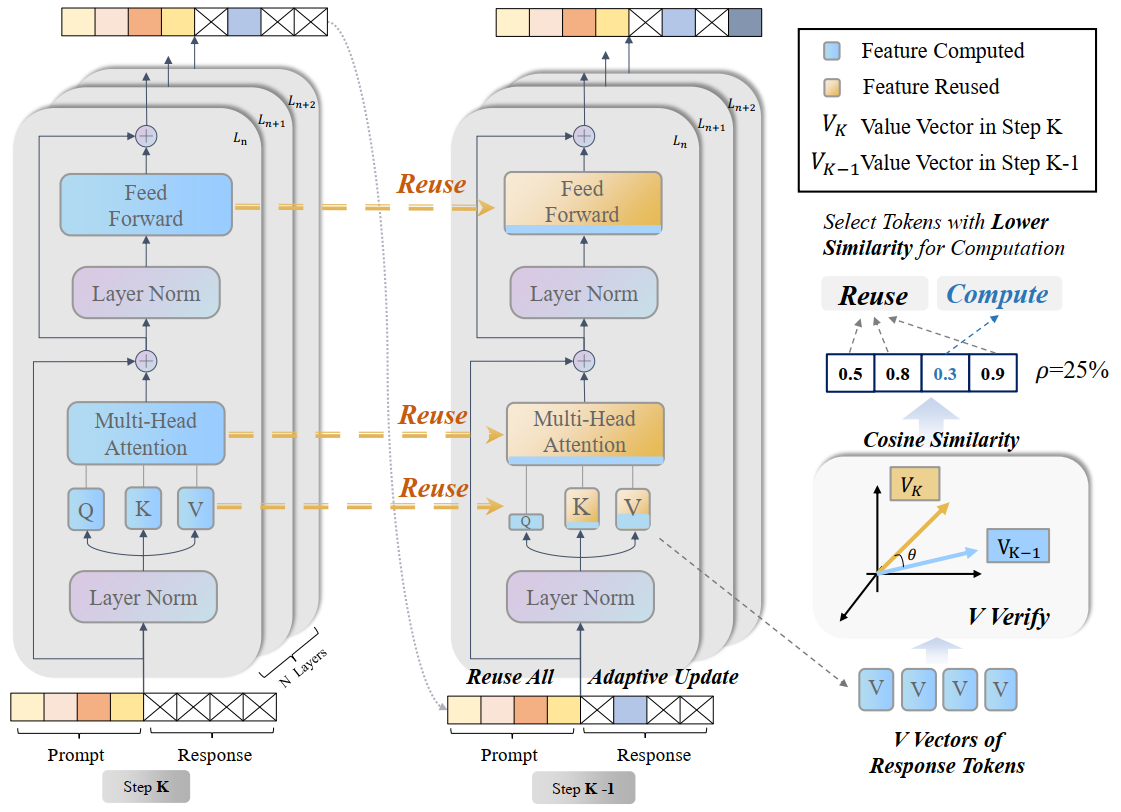 L_{n+2}
L_{n+1}
L_n
Feed
Forward
Layer Norm
Multi-Head
Attention
Q
K
V
Layer Norm
N Layers
Prompt
Response
Step K
Reuse
Reuse
Reuse
L_{n+2}
L_{n+1}
L_n
Feed
Forward
Layer Norm
Multi-Head
Attention
Q
K
V
Layer Norm
Reuse All
Adaptive Update
Prompt
Response
Step K -1
Feature Computed
Feature Reused
V_K Value Vector in Step K
V_{K-1} Value Vector in Step K-1
Select Tokens with Lower
Similarity for Computation
Reuse
Compute
0.5 0.8 0.3 0.9 ρ=25%
Cosine Similarity
V_K
V_{K-1}
θ
V Verify
V V V V
V Vectors of
Response Tokens